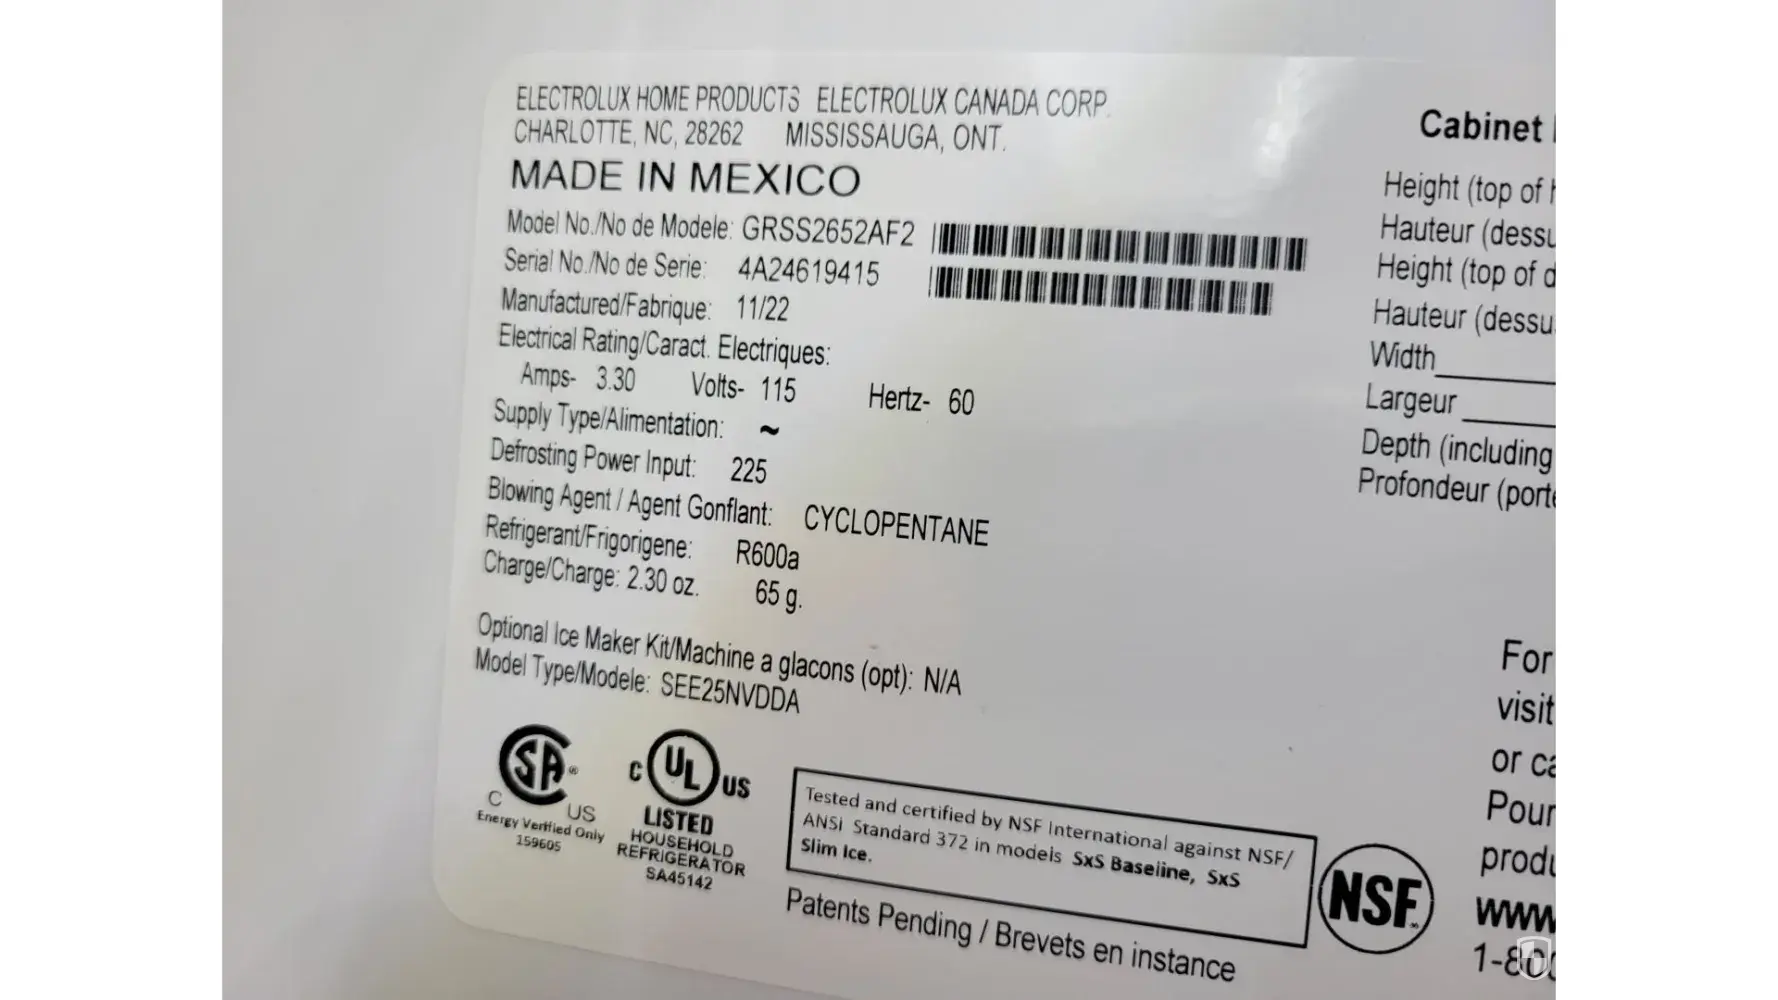 ELECTROLUX HOME PRODUCTS ELECTROLUX CANADA CORP.
CHARLOTTE, NC, 28262 MISSISSAUGA, ONT.
MADE IN MEXICO
Model No./No de Modele: GRSS2652AF2
Serial No./No de Serie: 4A24619415
Manufactured/Fabrique: 11/22
Electrical Rating/Caract. Electriques:
Amps- 3.30 Volts- 115 Hertz- 60
Supply Type/Alimentation: ~
Defrosting Power Input: 225
Blowing Agent / Agent Gonflant: CYCLOPENTANE
Refrigerant/Frigorigene: R600a
Charge/Charge: 2.30 oz. 65 g.
Optional Ice Maker Kit/Machine a glacons (opt): N/A
Model Type/Modele: SEE25NVDDA
SA
C US
Energy Verified Only
159605
C UL US
LISTED
HOUSEHOLD
REFRIGERATOR
SA45142
Tested and certified by NSF International against NSF/
ANSI Standard 372 in models SxS Baseline, SxS
Slim Ice.
NSF
Patents Pending / Brevets en instance
Cabinet
Height (top of
Hauteur (dessu
Height (top of d
Hauteur (dessu
Width
Largeur
Depth (including
Profondeur (porte
For
visit
or ca
Pour
produ
www
1-80